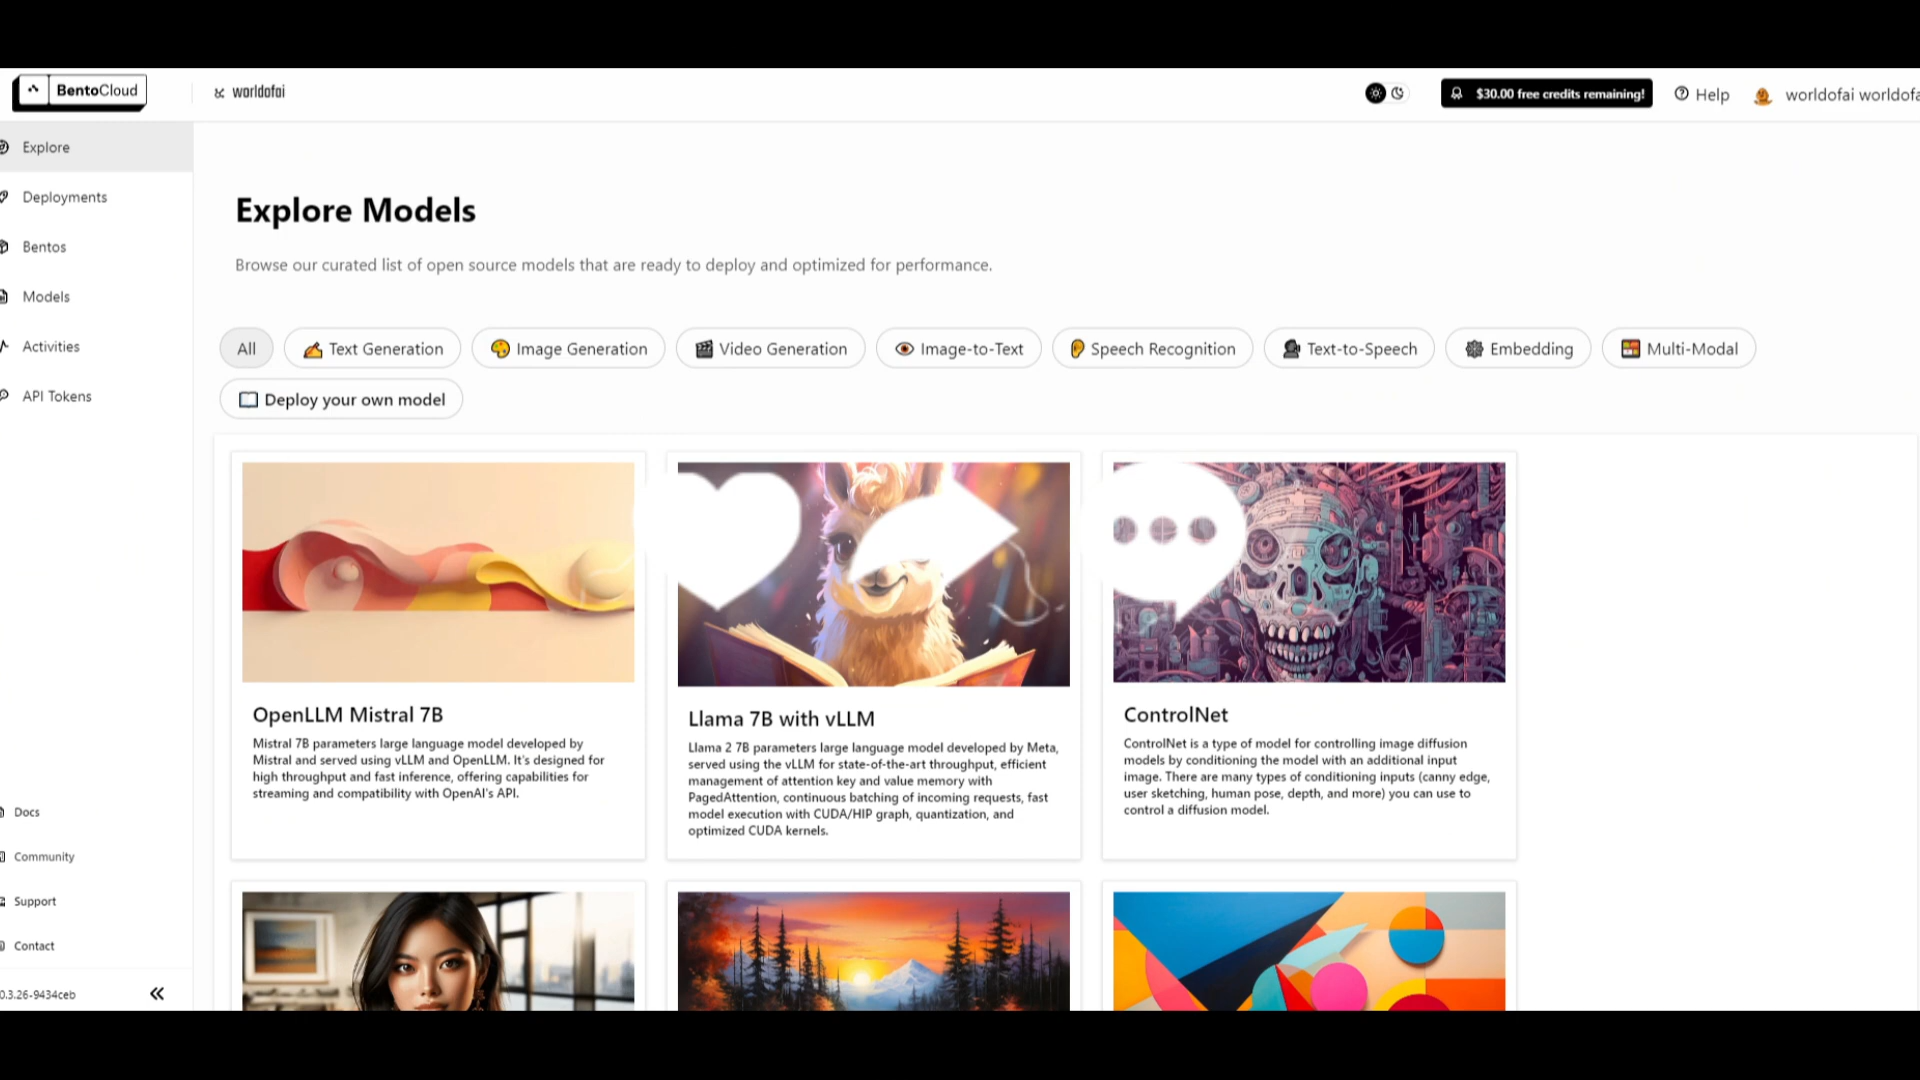 BentoCloud
worldofai
$30.00 free credits remaining!
Help
worldofai
Explore
Deployments
Bentos
Models
Activities
API Tokens
Docs
Community
Support
Contact
0.3.26-9434ceb
Explore Models
Browse our curated list of open source models that are ready to deploy and optimized for performance.
All
Text Generation
Image Generation
Video Generation
Image-to-Text
Speech Recognition
Text-to-Speech
Embedding
Multi-Modal
Deploy your own model
OpenLLM Mistral 7B
Mistral 7B parameters large language model developed by
Mistral and served using vLLM and OpenLLM. It's designed for
high throughput and fast inference, offering capabilities for
streaming and compatibility with OpenAI's API.
Llama 7B with vLLM
Llama 2 7B parameters large language model developed by Meta,
served using the vLLM for state-of-the-art throughput, efficient
management of attention key and value memory with
PagedAttention, continuous batching of incoming requests, fast
model execution with CUDA/HIP graph, quantization, and
optimized CUDA kernels.
ControlNet
ControlNet is a type of model for controlling image diffusion
models by conditioning the model with an additional input
image. There are many types of conditioning inputs (canny edge,
user sketching, human pose, depth, and more) you can use to
control a diffusion model.